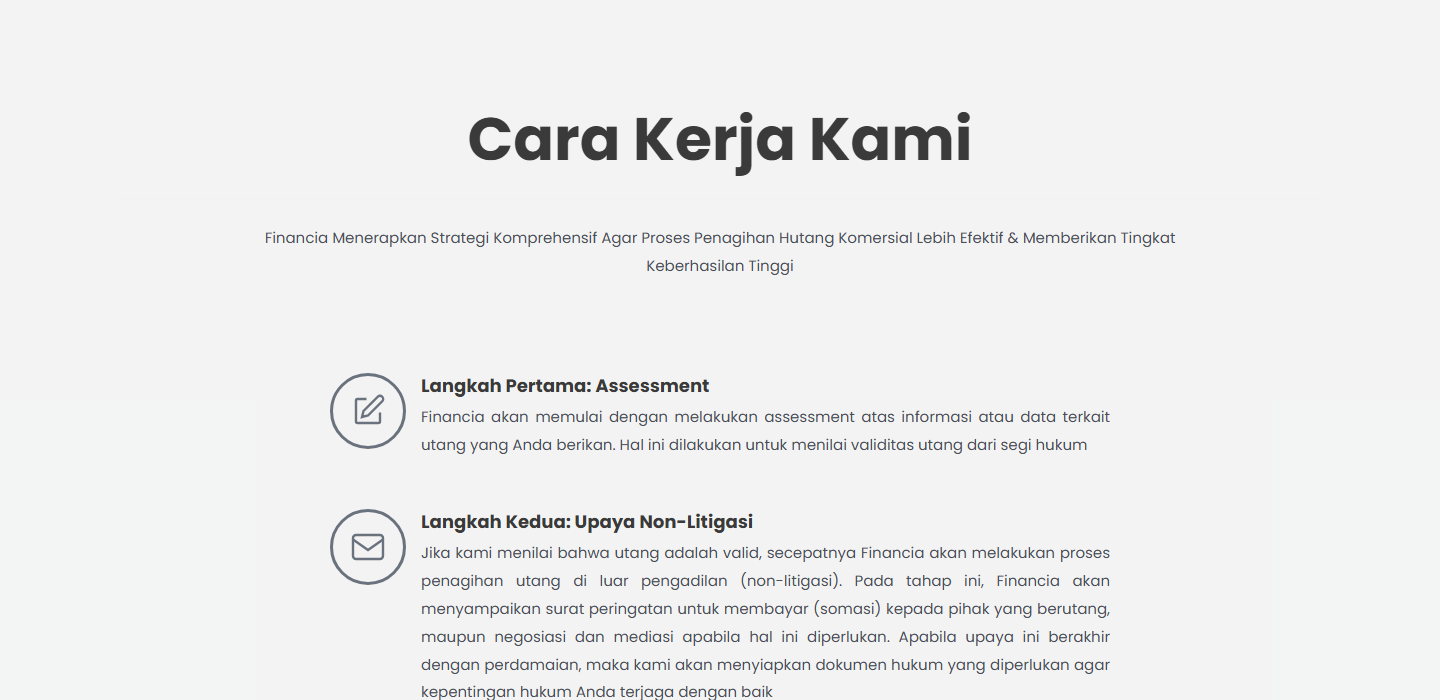 Cara Kerja Kami
Financia Menerapkan Strategi Komprehensif Agar Proses Penagihan Hutang Komersial Lebih Efektif & Memberikan Tingkat
Keberhasilan Tinggi
Langkah Pertama: Assessment
Financia akan memulai dengan melakukan assessment atas informasi atau data terkait
utang yang Anda berikan. Hal ini dilakukan untuk menilai validitas utang dari segi hukum
Langkah Kedua: Upaya Non-Litigasi
Jika kami menilai bahwa utang adalah valid, secepatnya Financia akan melakukan proses
penagihan utang di luar pengadilan (non-litigasi). Pada tahap ini, Financia akan
menyampaikan surat peringatan untuk membayar (somasi) kepada pihak yang berutang,
maupun negosiasi dan mediasi apabila hal ini diperlukan. Apabila upaya ini berakhir
dengan perdamaian, maka kami akan menyiapkan dokumen hukum yang diperlukan agar
kepentingan hukum Anda terjaga dengan baik